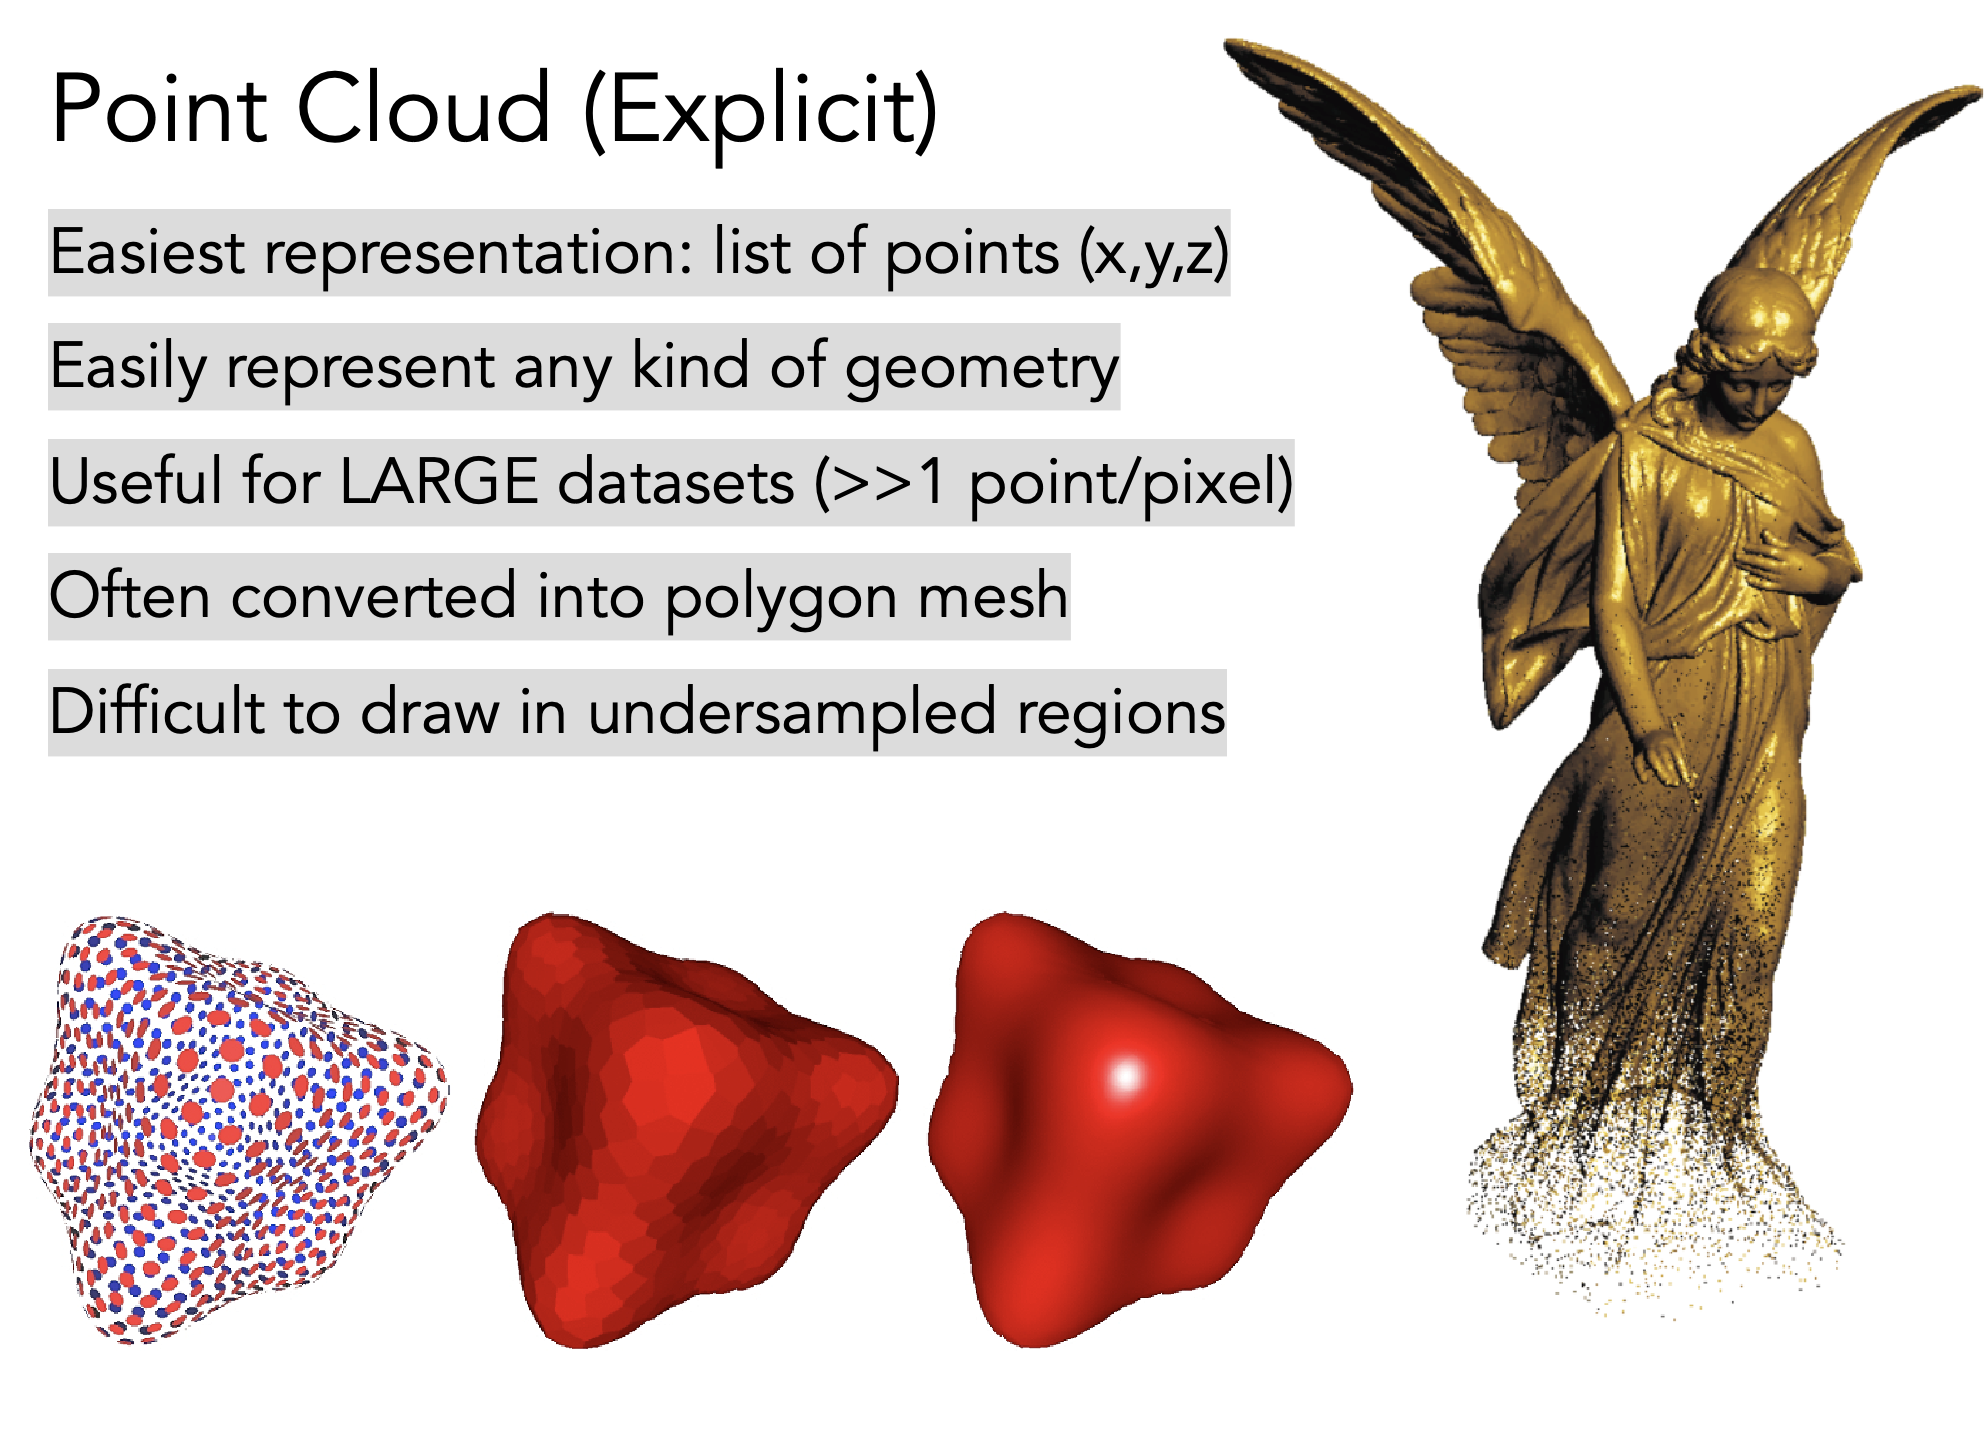 Point Cloud (Explicit)
Easiest representation: list of points (x,y,z)
Easily represent any kind of geometry
Useful for LARGE datasets (>>1 point/pixel)
Often converted into polygon mesh
Difficult to draw in undersampled regions